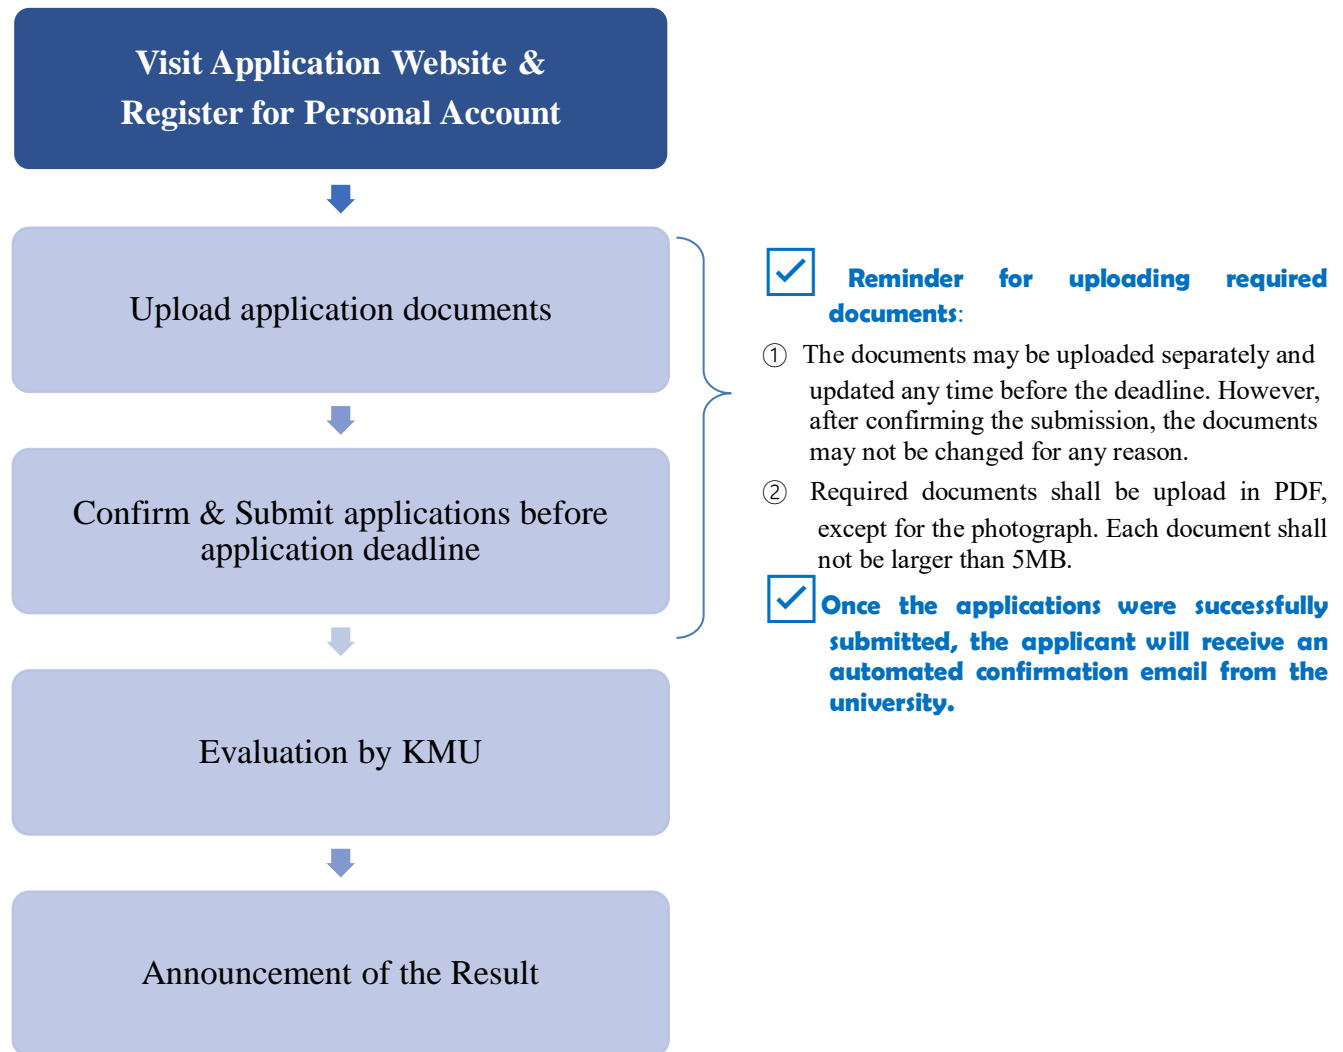 Visit Application Website &
Register for Personal Account
Upload application documents
Confirm & Submit applications before
application deadline
Evaluation by KMU
Announcement of the Result
Reminder for uploading required
documents:
① The documents may be uploaded separately and
updated any time before the deadline. However,
after confirming the submission, the documents
may not be changed for any reason.
② Required documents shall be upload in PDF,
except for the photograph. Each document shall
not be larger than 5MB.
Once the applications were successfully
submitted, the applicant will receive an
automated confirmation email from the
university.